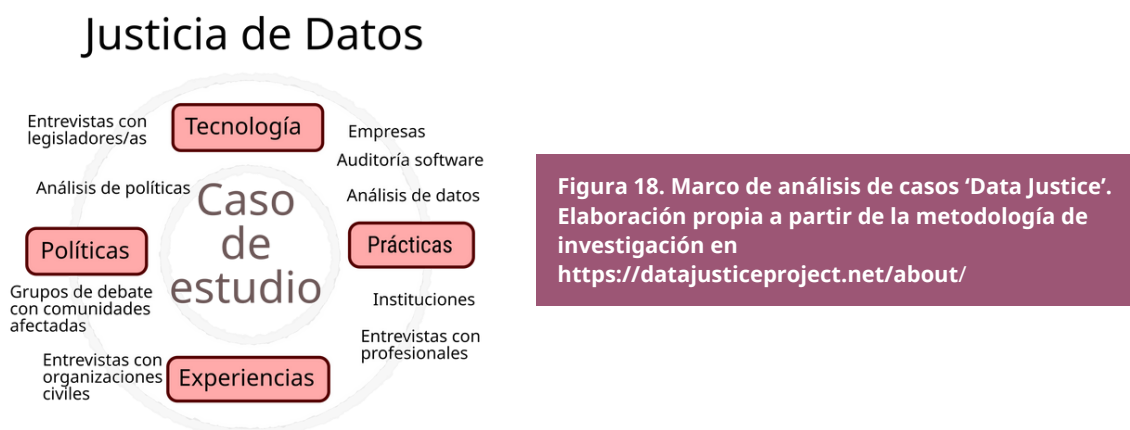 Justicia de Datos
Entrevistas con
legisladores/as
Tecnología
Empresas
Auditoría software
Análisis de políticas
Análisis de datos
Caso
de
estudio
Políticas
Prácticas
Grupos de debate
con comunidades
afectadas
Instituciones
Entrevistas con
profesionales
Entrevistas con
organizaciones
civiles
Experiencias
Figura 18. Marco de análisis de casos ‘Data Justice’.
Elaboración propia a partir de la metodología de
investigación en
https://datajusticeproject.net/about/